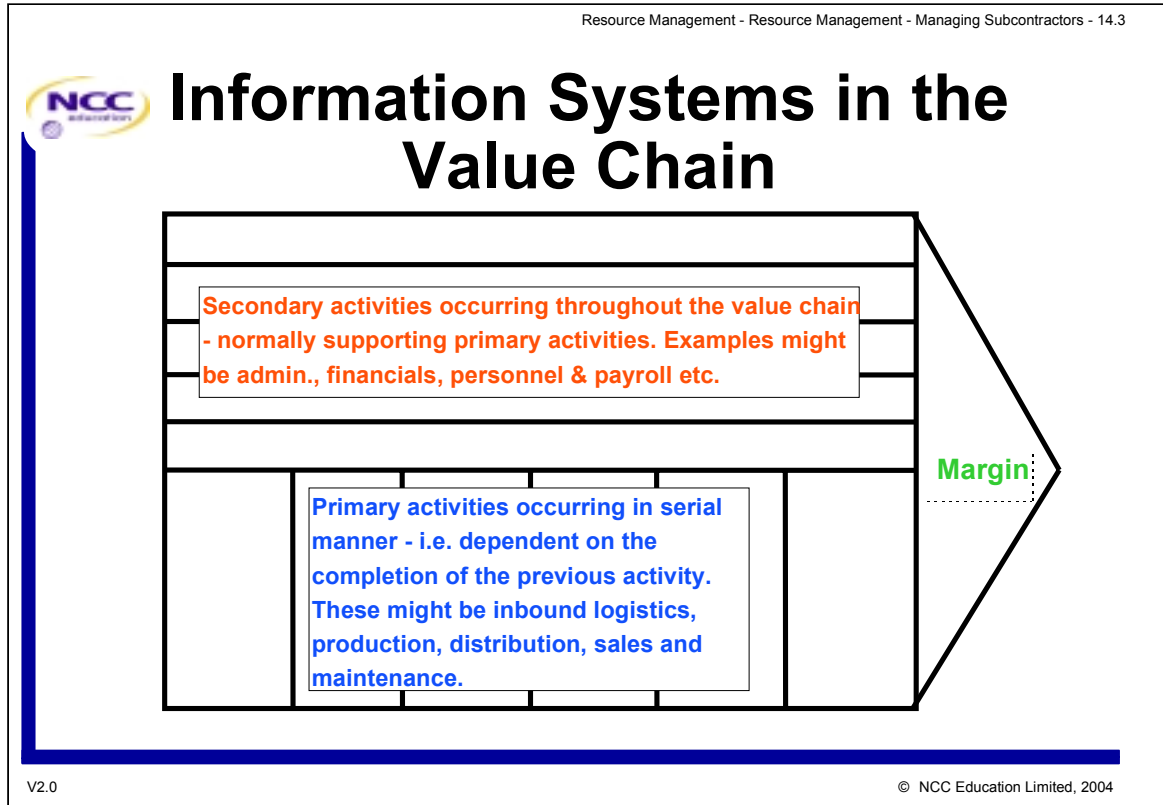 Resource Management - Resource Management - Managing Subcontractors - 14.3
NCC
education
Information Systems in the
Value Chain
Secondary activities occurring throughout the value chain
- normally supporting primary activities. Examples might
be admin., financials, personnel & payroll etc.
Margin
Primary activities occurring in serial
manner - i.e. dependent on the
completion of the previous activity.
These might be inbound logistics,
production, distribution, sales and
maintenance.
V2.0
© NCC Education Limited, 2004